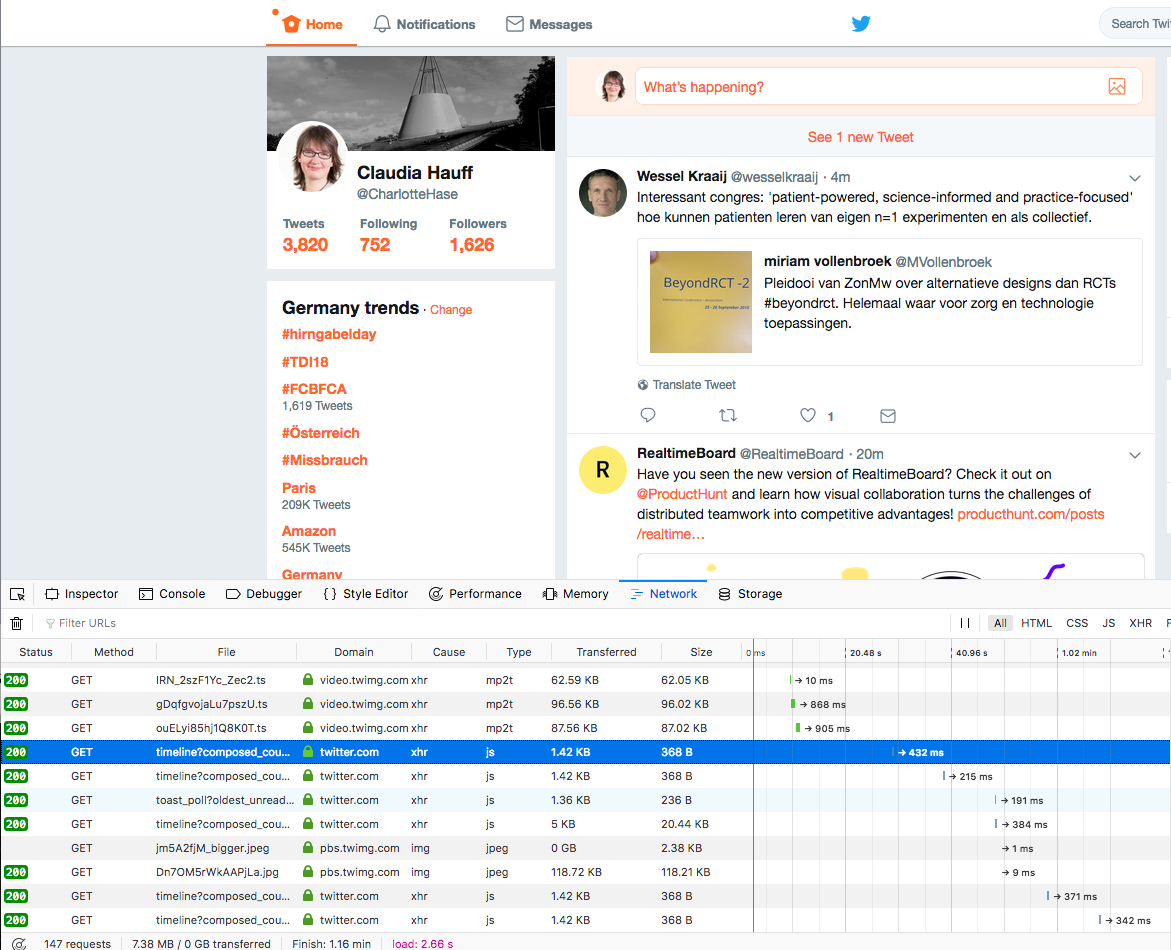 Home Notifications Messages Search Twi
What's happening?
See 1 new Tweet
Claudia Hauff
@CharlotteHase
Tweets Following Followers
3,820 752 1,626
Germany trends · Change
#hirngabelday
#TDI18
#FCBFCA
1,619 Tweets
#Österreich
#Missbrauch
Paris
209K Tweets
Amazon
545K Tweets
Germany
Wessel Kraaij @wesselkraaij · 4m
Interessant congres: 'patient-powered, science-informed and practice-focused'
hoe kunnen patienten leren van eigen n=1 experimenten en als collectief.
BeyondRCT -2
miriam vollenbroek @MVollenbroek
Pleidooi van ZonMw over alternatieve designs dan RCTs
#beyondrct. Helemaal waar voor zorg en technologie
toepassingen.
Translate Tweet
1
R
RealtimeBoard @RealtimeBoard · 20m
Have you seen the new version of RealtimeBoard? Check it out on
@ProductHunt and learn how visual collaboration turns the challenges of
distributed teamwork into competitive advantages! producthunt.com/posts
/realtime…
Inspector Console Debugger {} Style Editor Performance Memory Network Storage
Filter URLs All HTML CSS JS XHR F
Status Method File Domain Cause Type Transferred Size 0 ms 20.48 s 40.96 s 1.02 min
200 GET IRN_2szF1Yc_Zec2.ts video.twimg.com xhr mp2t 62.59 KB 62.05 KB → 10 ms
200 GET gDqfgvojaLu7pszU.ts video.twimg.com xhr mp2t 96.56 KB 96.02 KB → 868 ms
200 GET ouELyi85hj1Q8K0T.ts video.twimg.com xhr mp2t 87.56 KB 87.02 KB → 905 ms
200 GET timeline?composed_cou... twitter.com xhr js 1.42 KB 368 B → 432 ms
200 GET timeline?composed_cou... twitter.com xhr js 1.42 KB 368 B → 215 ms
200 GET toast_poll?oldest_unread... twitter.com xhr js 1.36 KB 236 B → 191 ms
200 GET timeline?composed_cou... twitter.com xhr js 5 KB 20.44 KB → 384 ms
GET jm5A2fjM_bigger.jpeg pbs.twimg.com img jpeg 0 GB 2.38 KB → 1 ms
200 GET Dn7OM5rWkAAPjLa.jpg pbs.twimg.com img jpeg 118.72 KB 118.21 KB → 9 ms
200 GET timeline?composed_cou... twitter.com xhr js 1.42 KB 368 B → 371 ms
200 GET timeline?composed_cou... twitter.com xhr js 1.42 KB 368 B → 342 ms
147 requests 7.38 MB / 0 GB transferred Finish: 1.16 min load: 2.66 s